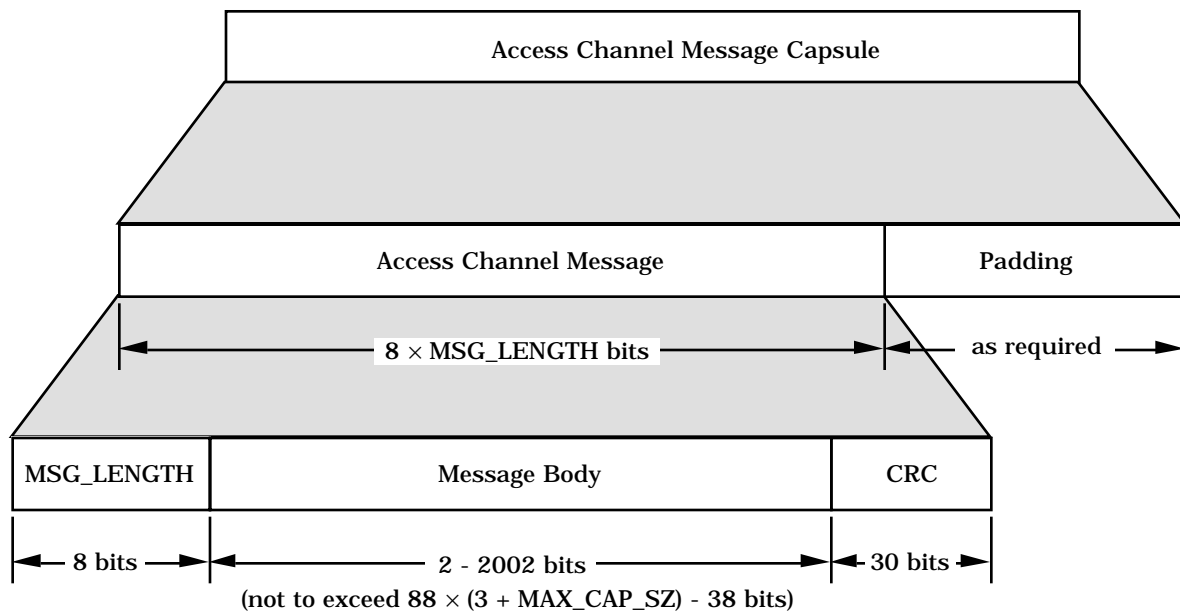 Access Channel Message Capsule
Access Channel Message
Padding
8 × MSG_LENGTH bits
as required
MSG_LENGTH
Message Body
CRC
8 bits
2 - 2002 bits
30 bits
(not to exceed 88 × (3 + MAX_CAP_SZ) - 38 bits)